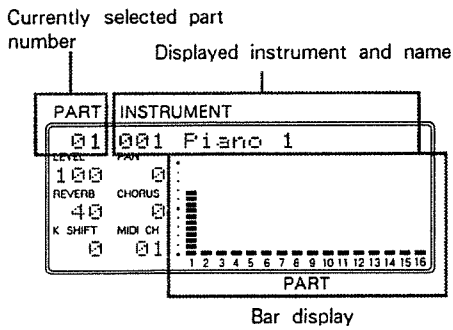 Currently selected part
number
Displayed instrument and name
PART INSTRUMENT
01 001 Piano 1
LEVEL PAN
100 0
REVERB CHORUS
40 0
K SHIFT MIDI CH
0 01
1 2 3 4 5 6 7 8 9 10 11 12 13 14 15 16
PART
Bar display